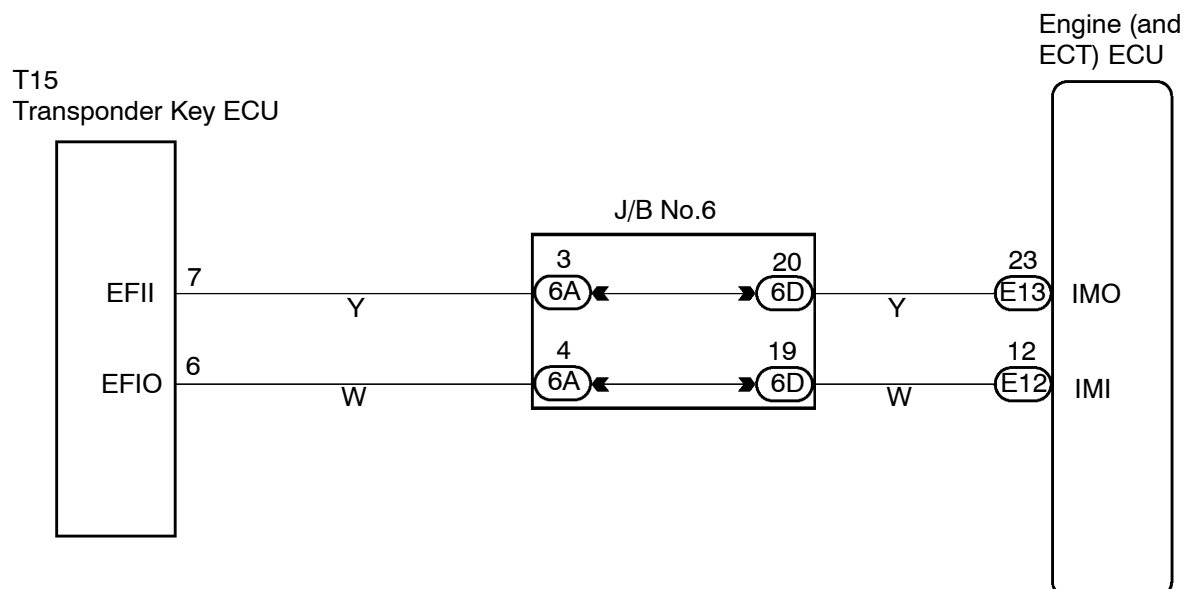 Engine (and
ECT) ECU
T15
Transponder Key ECU
J/B No.6
EFII 7 Y 3 6A 20 6D Y 23 E13 IMO
EFIO 6 W 4 6A 19 6D W 12 E12 IMI